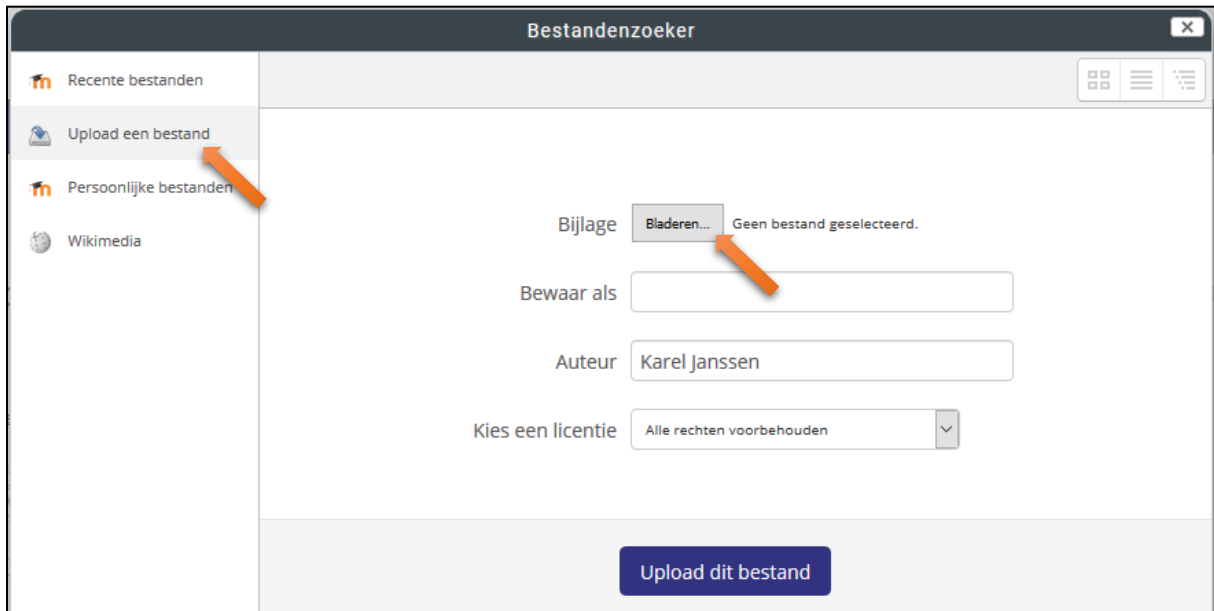 Bestandenzoeker
Recente bestanden
Upload een bestand
Persoonlijke bestanden
Wikimedia
Bijlage Bladeren... Geen bestand geselecteerd.
Bewaar als
Auteur Karel Janssen
Kies een licentie Alle rechten voorbehouden
Upload dit bestand